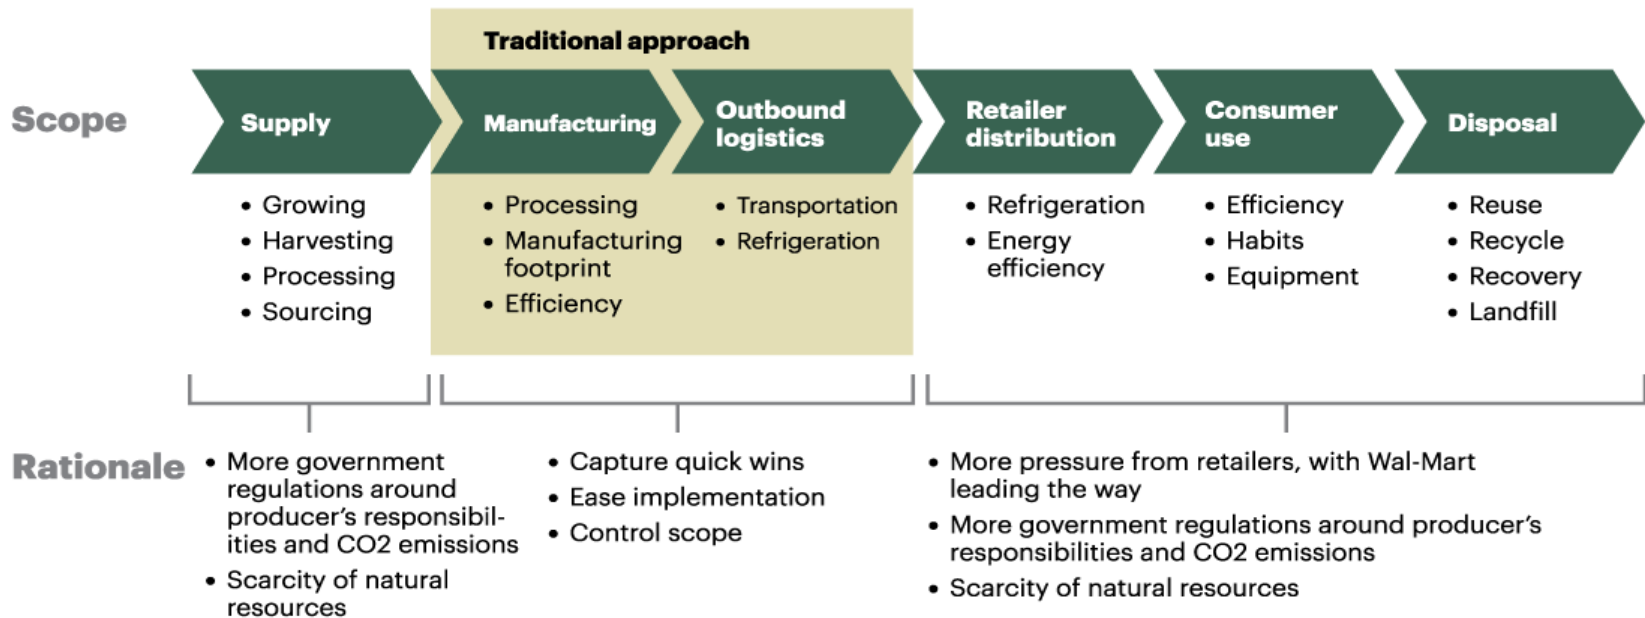 Traditional approach
Scope
Supply
Manufacturing
Outbound
logistics
Retailer
distribution
Consumer
use
Disposal
• Growing
• Harvesting
• Processing
• Sourcing
• Processing
• Manufacturing
footprint
• Efficiency
• Transportation
• Refrigeration
• Refrigeration
• Energy
efficiency
• Efficiency
• Habits
• Equipment
• Reuse
• Recycle
• Recovery
• Landfill
Rationale
• More government
regulations around
producer's responsibil-
ities and CO2 emissions
• Scarcity of natural
resources
• Capture quick wins
• Ease implementation
• Control scope
• More pressure from retailers, with Wal-Mart
leading the way
• More government regulations around producer's
responsibilities and CO2 emissions
• Scarcity of natural resources